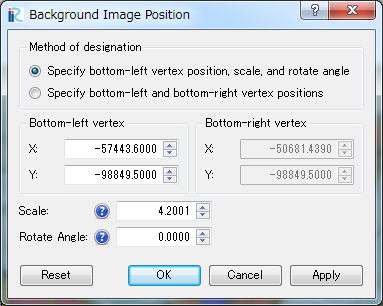 Background Image Position
Method of designation
Specify bottom-left vertex position, scale, and rotate angle
Specify bottom-left and bottom-right vertex positions
Bottom-left vertex
X: -57443.6000
Y: -98849.5000
Bottom-right vertex
X: -50681.4390
Y: -98849.5000
Scale: ? 4.2001
Rotate Angle: ? 0.0000
Reset OK Cancel Apply